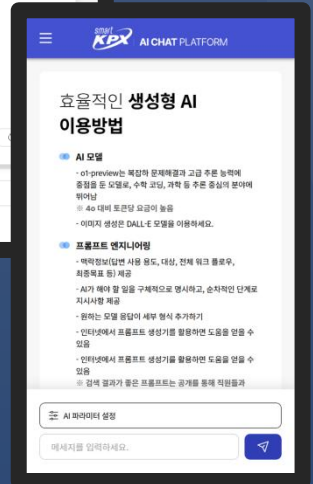 smart
KPX AI CHAT PLATFORM
효율적인 생성형 AI
이용방법
AI 모델
- o1-preview는 복잡하 문제해결과 고급 추론 능력에
중점을 둔 모델로, 수학 코딩, 과학 등 추론 중심의 분야에
뛰어남
※ 4o 대비 토큰당 요금이 높음
- 이미지 생성은 DALL-E 모델을 이용하세요.
프롬프트 엔지니어링
- 맥락정보(답변 사용 용도, 대상, 전체 워크 플로우,
최종목표 등) 제공
- AI가 해야 할 일을 구체적으로 명시하고, 순차적인 단계로
지시사항 제공
- 원하는 모델 응답이 세부 형식 추가하기
- 인터넷에서 프롬프트 생성기를 활용하면 도움을 얻을 수
있음
- 인터넷에서 프롬프트 생성기를 활용하면 도움을 얻을 수
있음
※ 검색 결과가 좋은 프롬프트는 공개를 통해 직원들과
AI 파라미터 설정
메세지를 입력하세요.